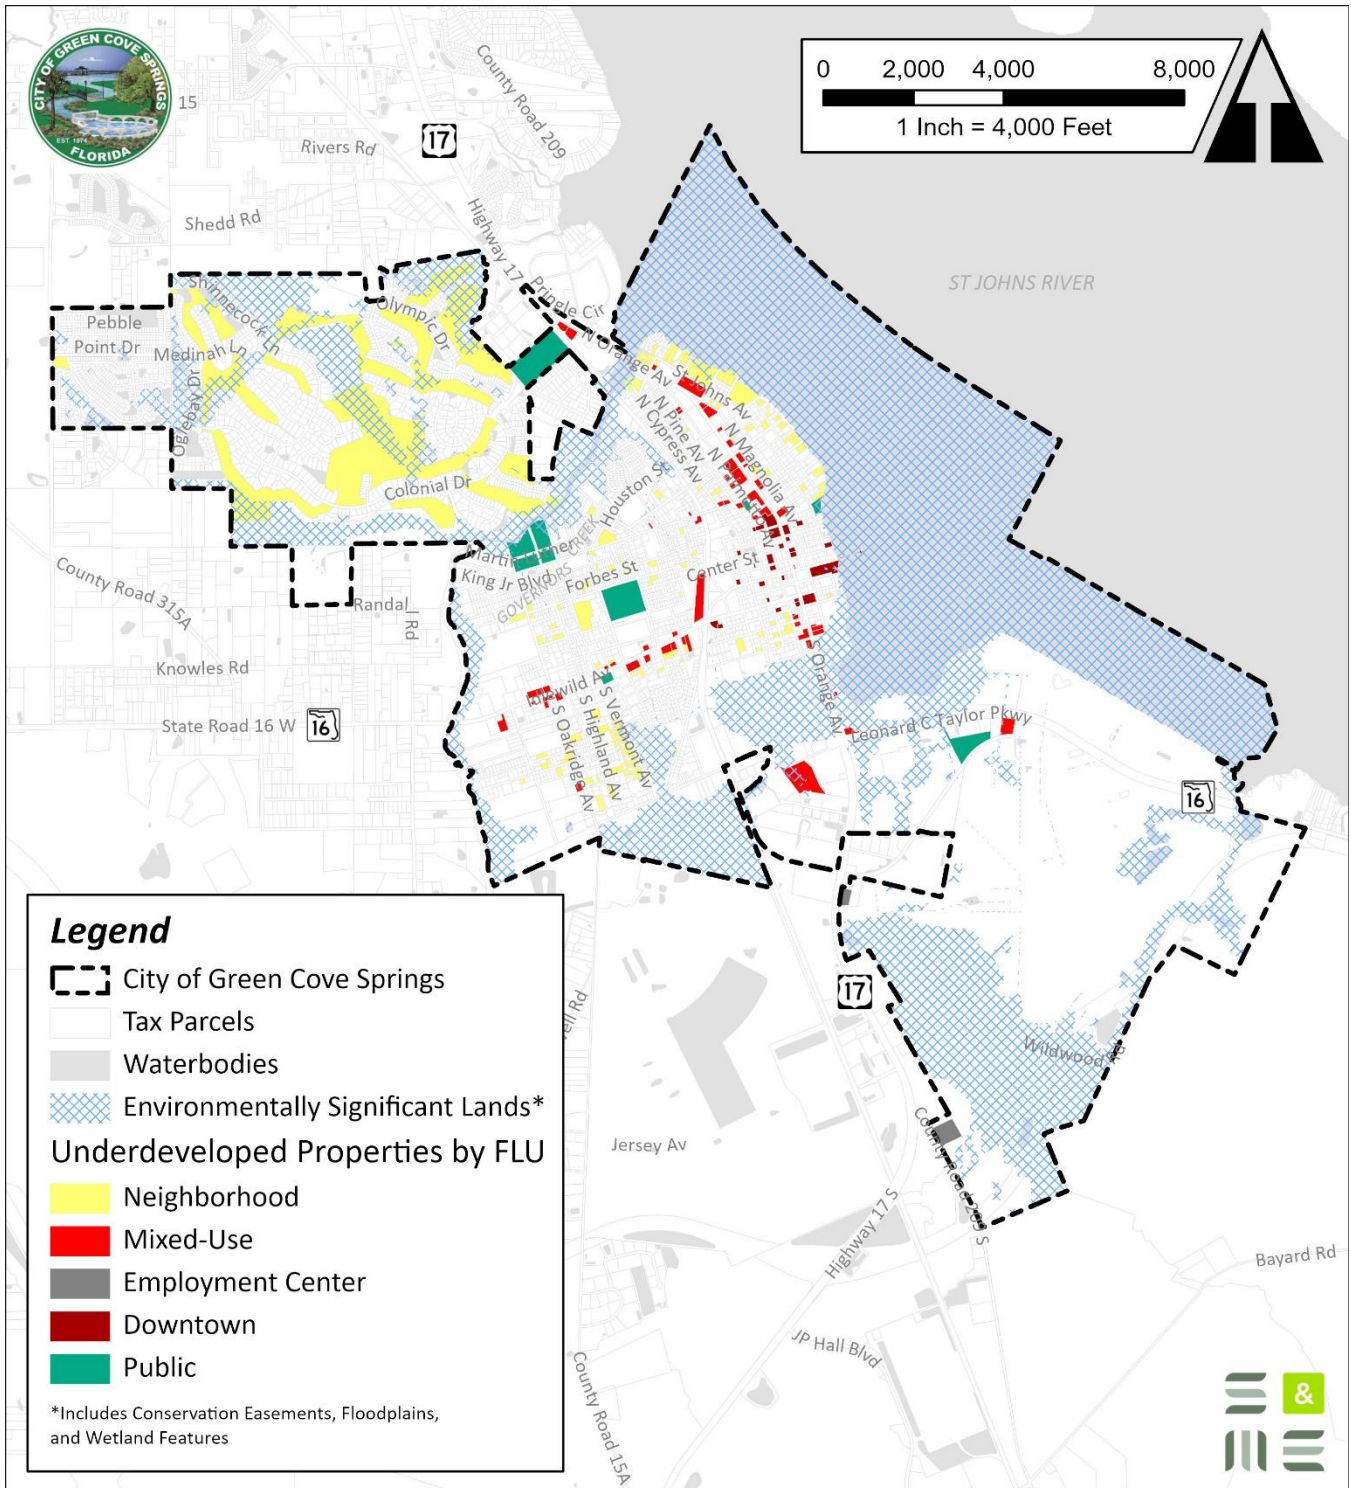 CITY OF GREEN COVE SPRINGS
EST. 1874
FLORIDA
15
County Road 209
Rivers Rd
17
0 2,000 4,000 8,000
1 Inch = 4,000 Feet
Shedd Rd
Highway 17
Pringle Cir
ST JOHNS RIVER
Shinnecock Ln
Olympic Dr
Pebble
Point Dr
Medinah Ln
N Orange Av
St Johns Av
Oglebay Dr
N Pine Av
N Cypress Av
N Magnolia Av
N Palmetto Av
Colonial Dr
Houston St
Martin Luther
King Jr Blvd
GOVERNORS CREEK
Forbes St
Center St
County Road 315A
Randall Rd
Knowles Rd
State Road 16 W
16
Idlewild Av
S Oakridge Av
S Highland Av
S Vermont Av
S Orange Av
Leonard C Taylor Pkwy
16
17
Wildwood Rd
Jersey Av
County Road 209 S
Highway 17 S
Bayard Rd
JP Hall Blvd
County Road 15A
Legend
City of Green Cove Springs
Tax Parcels
Waterbodies
Environmentally Significant Lands*
Underdeveloped Properties by FLU
Neighborhood
Mixed-Use
Employment Center
Downtown
Public
*Includes Conservation Easements, Floodplains,
and Wetland Features
S &
M E